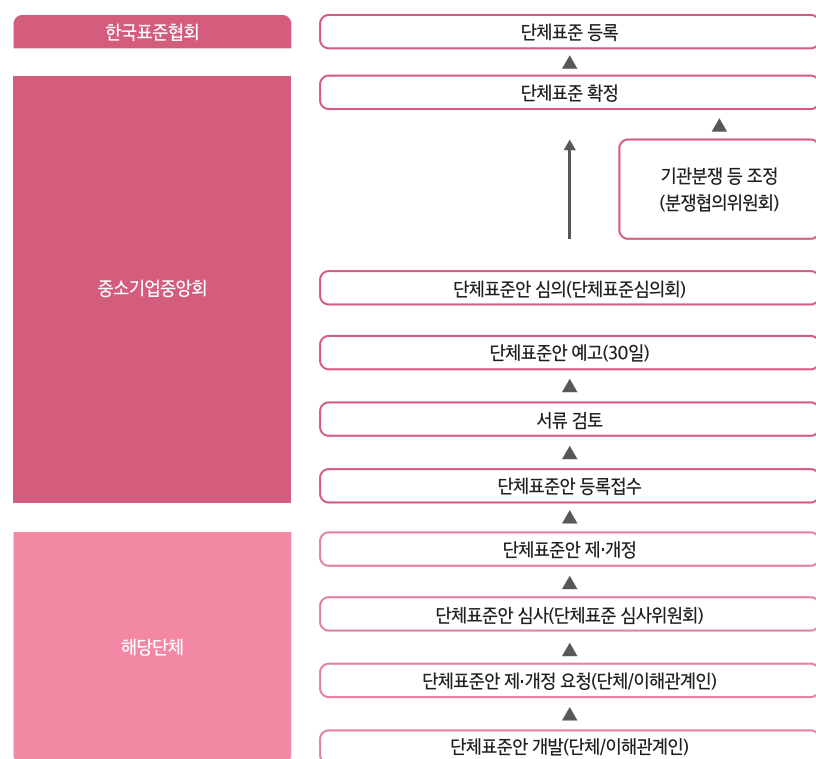 한국표준협회
단체표준 등록
중소기업중앙회
단체표준 확정
기관분쟁 등 조정
(분쟁협의위원회)
단체표준안 심의(단체표준심의회)
단체표준안 예고(30일)
서류 검토
단체표준안 등록접수
해당단체
단체표준안 제·개정
단체표준안 심사(단체표준 심사위원회)
단체표준안 제·개정 요청(단체/이해관계인)
단체표준안 개발(단체/이해관계인)